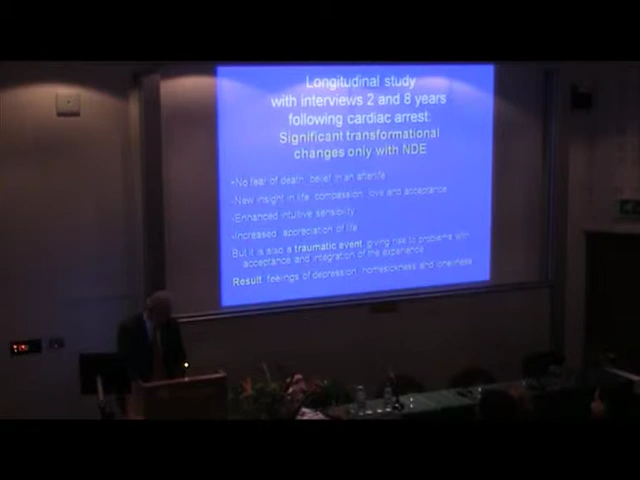 Longitudinal study
with interviews 2 and 8 years
following cardiac arrest:
Significant transformational
changes only with NDE
•No fear of death, belief in an afterlife
•New insight in life: compassion, love and acceptance
•Enhanced intuitive sensibility
•Increased appreciation of life
But it is also a traumatic event, giving rise to problems with
acceptance and integration of the experience
Result: feelings of depression, homesickness and loneliness